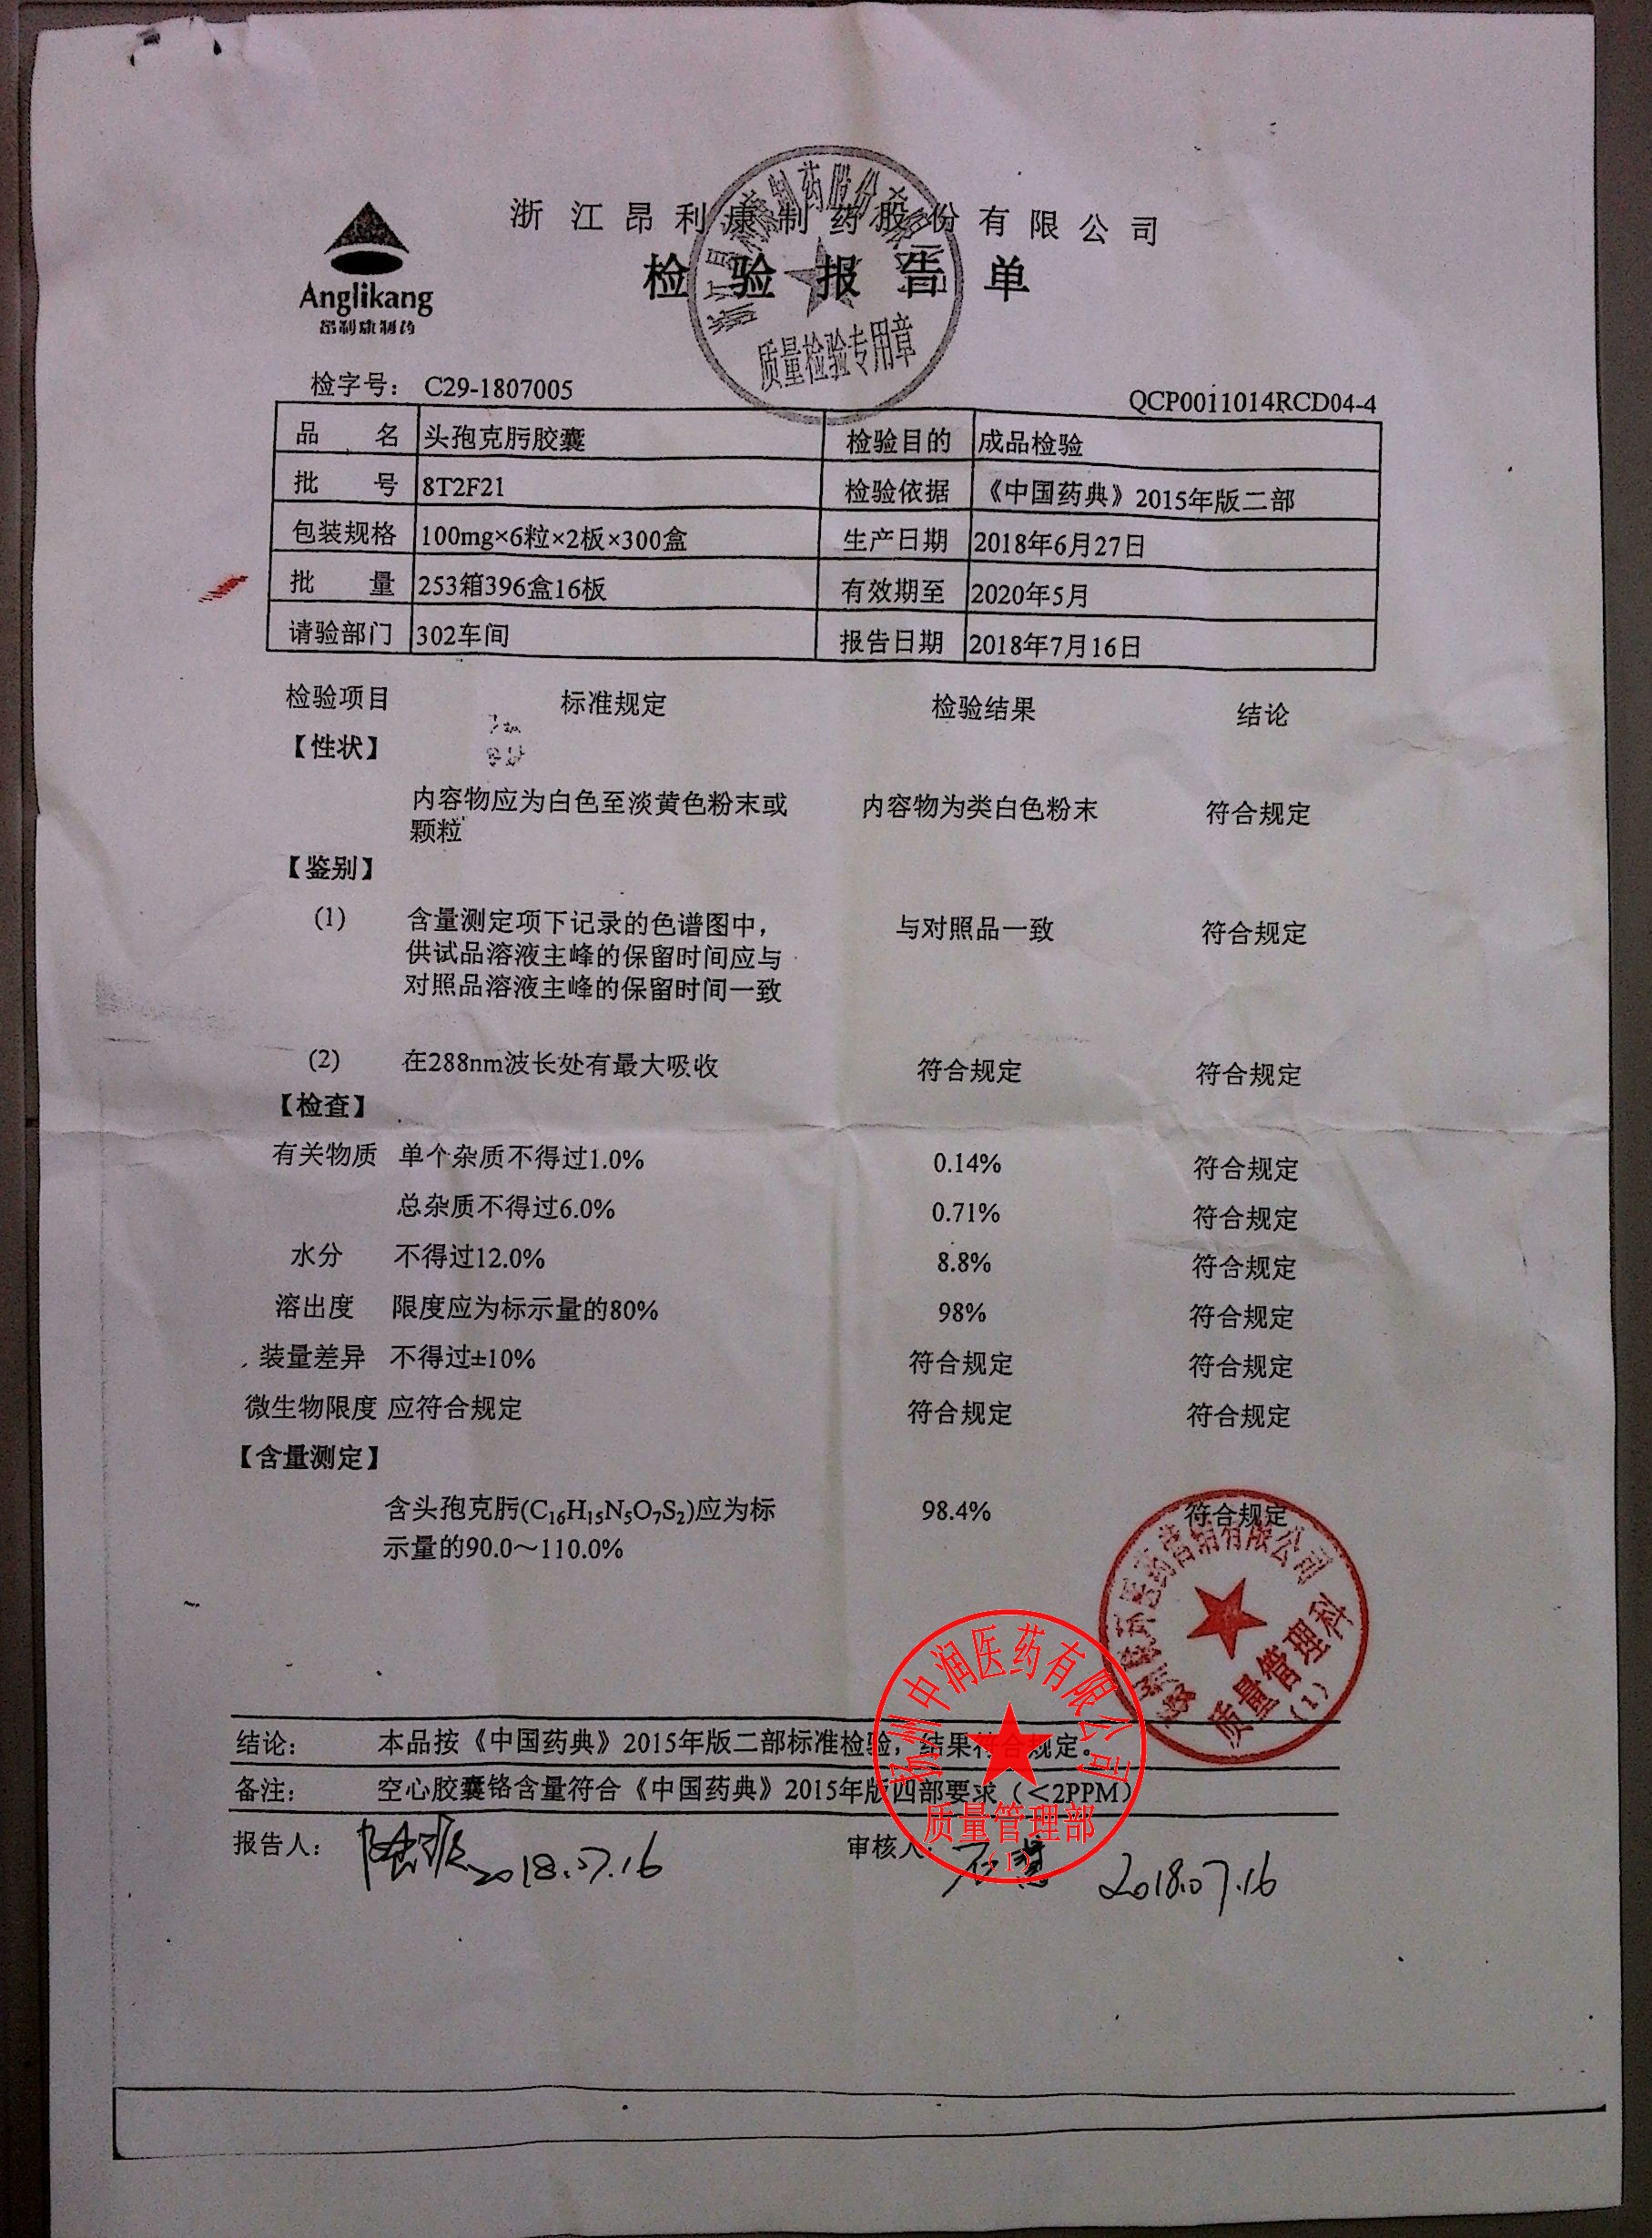 浙江昂利康制药股份有限公司
检验报告单
Anglikang
昂利康制药
质量检验专用章
检字号： C29-1807005
QCP0011014RCD04-4
品名 头孢克肟胶囊 检验目的 成品检验
批号 8T2F21 检验依据 《中国药典》2015年版二部
包装规格 100mg×6粒×2板×300盒 生产日期 2018年6月27日
批量 253箱396盒16板 有效期至 2020年5月
请验部门 302车间 报告日期 2018年7月16日
检验项目 标准规定 检验结果 结论
【性状】
内容物应为白色至淡黄色粉末或 内容物为类白色粉末 符合规定
颗粒
【鉴别】
(1) 含量测定项下记录的色谱图中， 与对照品一致 符合规定
供试品溶液主峰的保留时间应与
对照品溶液主峰的保留时间一致
(2) 在288nm波长处有最大吸收 符合规定 符合规定
【检查】
有关物质 单个杂质不得过1.0% 0.14% 符合规定
总杂质不得过6.0% 0.71% 符合规定
水分 不得过12.0% 8.8% 符合规定
溶出度 限度应为标示量的80% 98% 符合规定
装量差异 不得过±10% 符合规定 符合规定
微生物限度 应符合规定 符合规定 符合规定
【含量测定】
含头孢克肟(C₁₆H₁₅N₅O₇S₂)应为标 98.4% 符合规定
示量的90.0～110.0%
质量管理科
(1)
结论： 本品按《中国药典》2015年版二部标准检验，结果符合规定。
备注： 空心胶囊铬含量符合《中国药典》2015年版四部要求（＜2PPM）
扬州中润医药有限公司
质量管理部
(1)
报告人： 2018.07.16 审核人： 2018.07.16